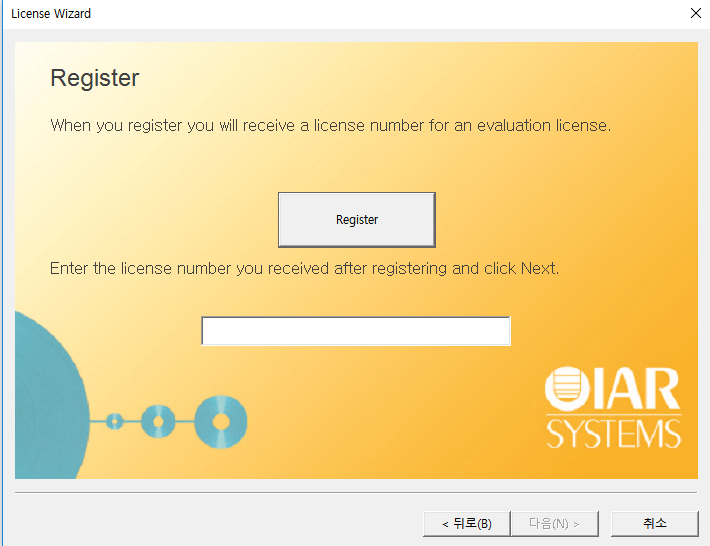 License Wizard
Register
When you register you will receive a license number for an evaluation license.
Register
Enter the license number you received after registering and click Next.
IAR
SYSTEMS
< 뒤로(B)
다음(N) >
취소